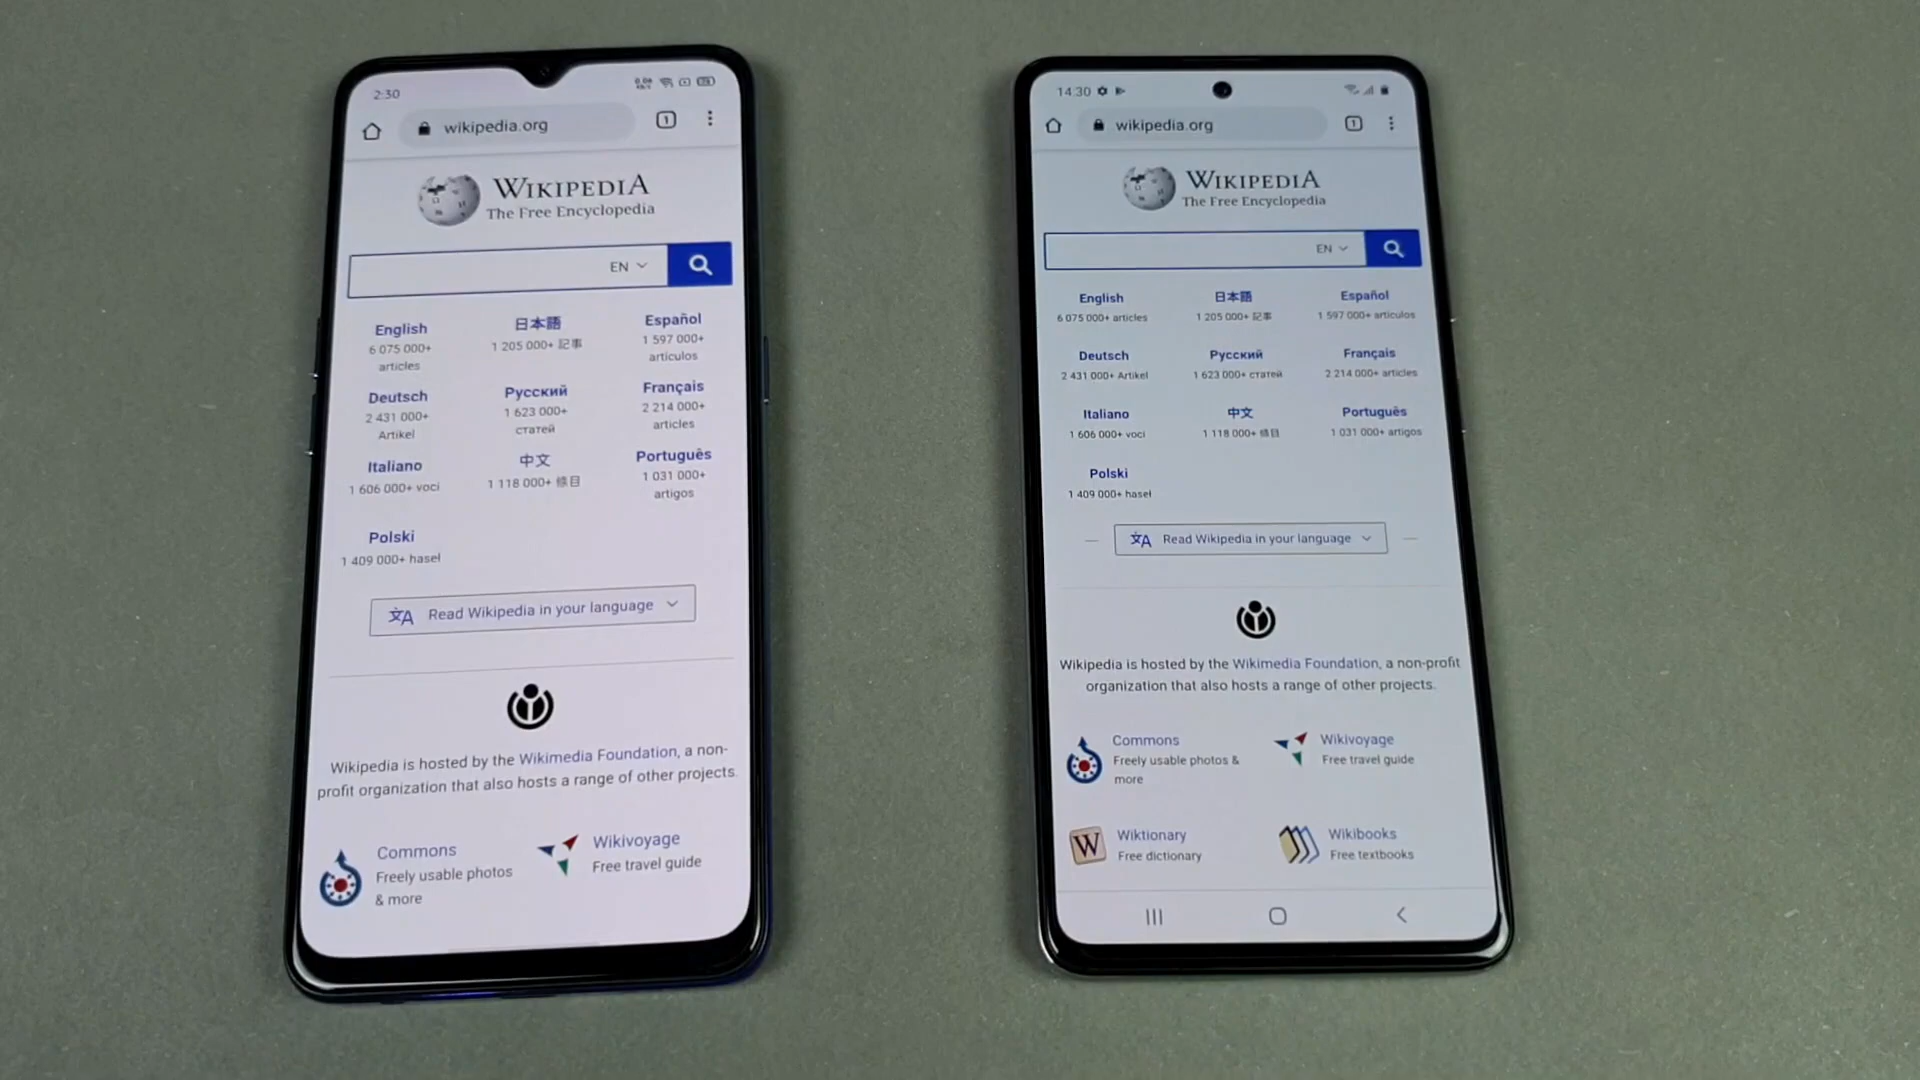 2:30
wikipedia.org
1
WIKIPEDIA
The Free Encyclopedia
EN
English
6 075 000+
articles
日本語
1 205 000+ 記事
Español
1 597 000+
artículos
Deutsch
2 431 000+
Artikel
Русский
1 623 000+
статей
Français
2 214 000+
articles
Italiano
1 606 000+ voci
中文
1 118 000+ 條目
Português
1 031 000+
artigos
Polski
1 409 000+ haseł
文A Read Wikipedia in your language
Wikipedia is hosted by the Wikimedia Foundation, a non-
profit organization that also hosts a range of other projects.
Commons
Freely usable photos
& more
Wikivoyage
Free travel guide
14:30
wikipedia.org
1
WIKIPEDIA
The Free Encyclopedia
EN
English
6 075 000+ articles
日本語
1 205 000+ 記事
Español
1 597 000+ artículos
Deutsch
2 431 000+ Artikel
Русский
1 623 000+ статей
Français
2 214 000+ articles
Italiano
1 606 000+ voci
中文
1 118 000+ 條目
Português
1 031 000+ artigos
Polski
1 409 000+ haseł
文A Read Wikipedia in your language
Wikipedia is hosted by the Wikimedia Foundation, a non-profit
organization that also hosts a range of other projects.
Commons
Freely usable photos &
more
Wikivoyage
Free travel guide
W
Wiktionary
Free dictionary
Wikibooks
Free textbooks